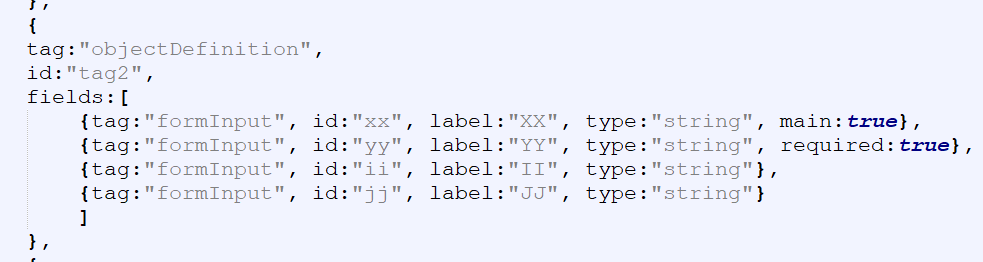 },
{
tag:"objectDefinition",
id:"tag2",
fields:[
{tag:"formInput", id:"xx", label:"XX", type:"string", main:true},
{tag:"formInput", id:"yy", label:"YY", type:"string", required:true},
{tag:"formInput", id:"ii", label:"II", type:"string"},
{tag:"formInput", id:"jj", label:"JJ", type:"string"}
]
},
{